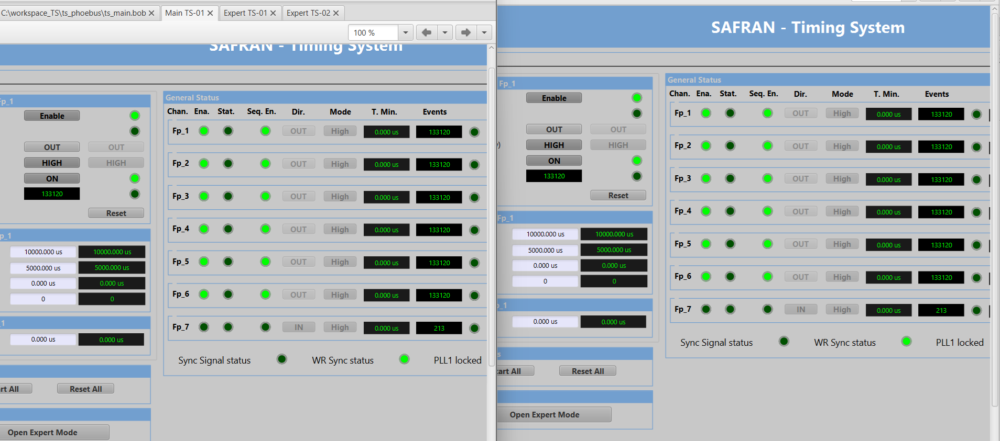 C:\workspace_TS\ts_phoebus\ts_main.bob Main TS-01 Expert TS-01 Expert TS-02
100 %
SAFRAN - Timing System
Fp_1
Enable
OUT OUT
HIGH HIGH
ON
133120
Reset
p_1
10000.000 us 10000.000 us
5000.000 us 5000.000 us
0.000 us 0.000 us
0 0
_1
0.000 us 0.000 us
rt All Reset All
Open Expert Mode
General Status
Chan. Ena. Stat. Seq. En. Dir. Mode T. Min. Events
Fp_1 OUT High 0.000 us 133120
Fp_2 OUT High 0.000 us 133120
Fp_3 OUT High 0.000 us 133120
Fp_4 OUT High 0.000 us 133120
Fp_5 OUT High 0.000 us 133120
Fp_6 OUT High 0.000 us 133120
Fp_7 IN High 0.000 us 213
Sync Signal status WR Sync status PLL1 locked
SAFRAN - Timing System
Fp_1
Enable
OUT OUT
)
HIGH HIGH
ON
133120
Reset
Fp_1
10000.000 us 10000.000 us
5000.000 us 5000.000 us
0.000 us 0.000 us
0 0
p_1
0.000 us 0.000 us
s
art All Reset All
Open Expert Mode
General Status
Chan. Ena. Stat. Seq. En. Dir. Mode T. Min. Events
Fp_1 OUT High 0.000 us 133120
Fp_2 OUT High 0.000 us 133120
Fp_3 OUT High 0.000 us 133120
Fp_4 OUT High 0.000 us 133120
Fp_5 OUT High 0.000 us 133120
Fp_6 OUT High 0.000 us 133120
Fp_7 IN High 0.000 us 213
Sync Signal status WR Sync status PLL1 locked